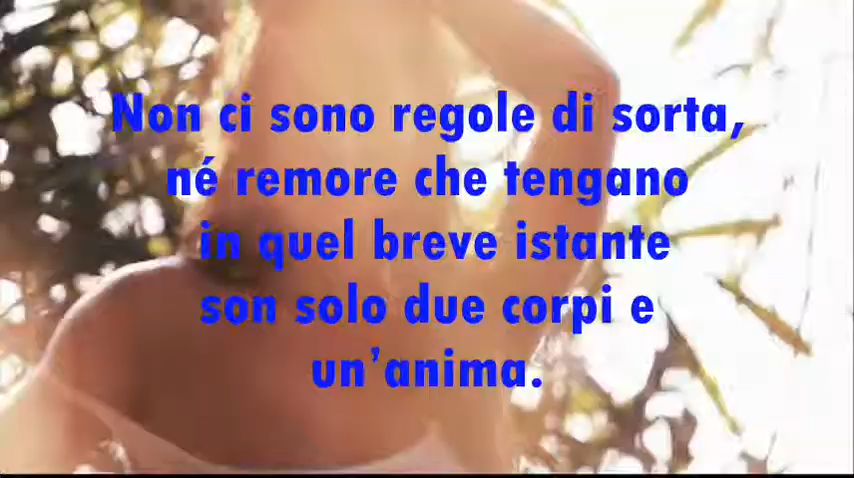 Non ci sono regole di sorta,
né remore che tengano
in quel breve istante
son solo due corpi e
un’anima.